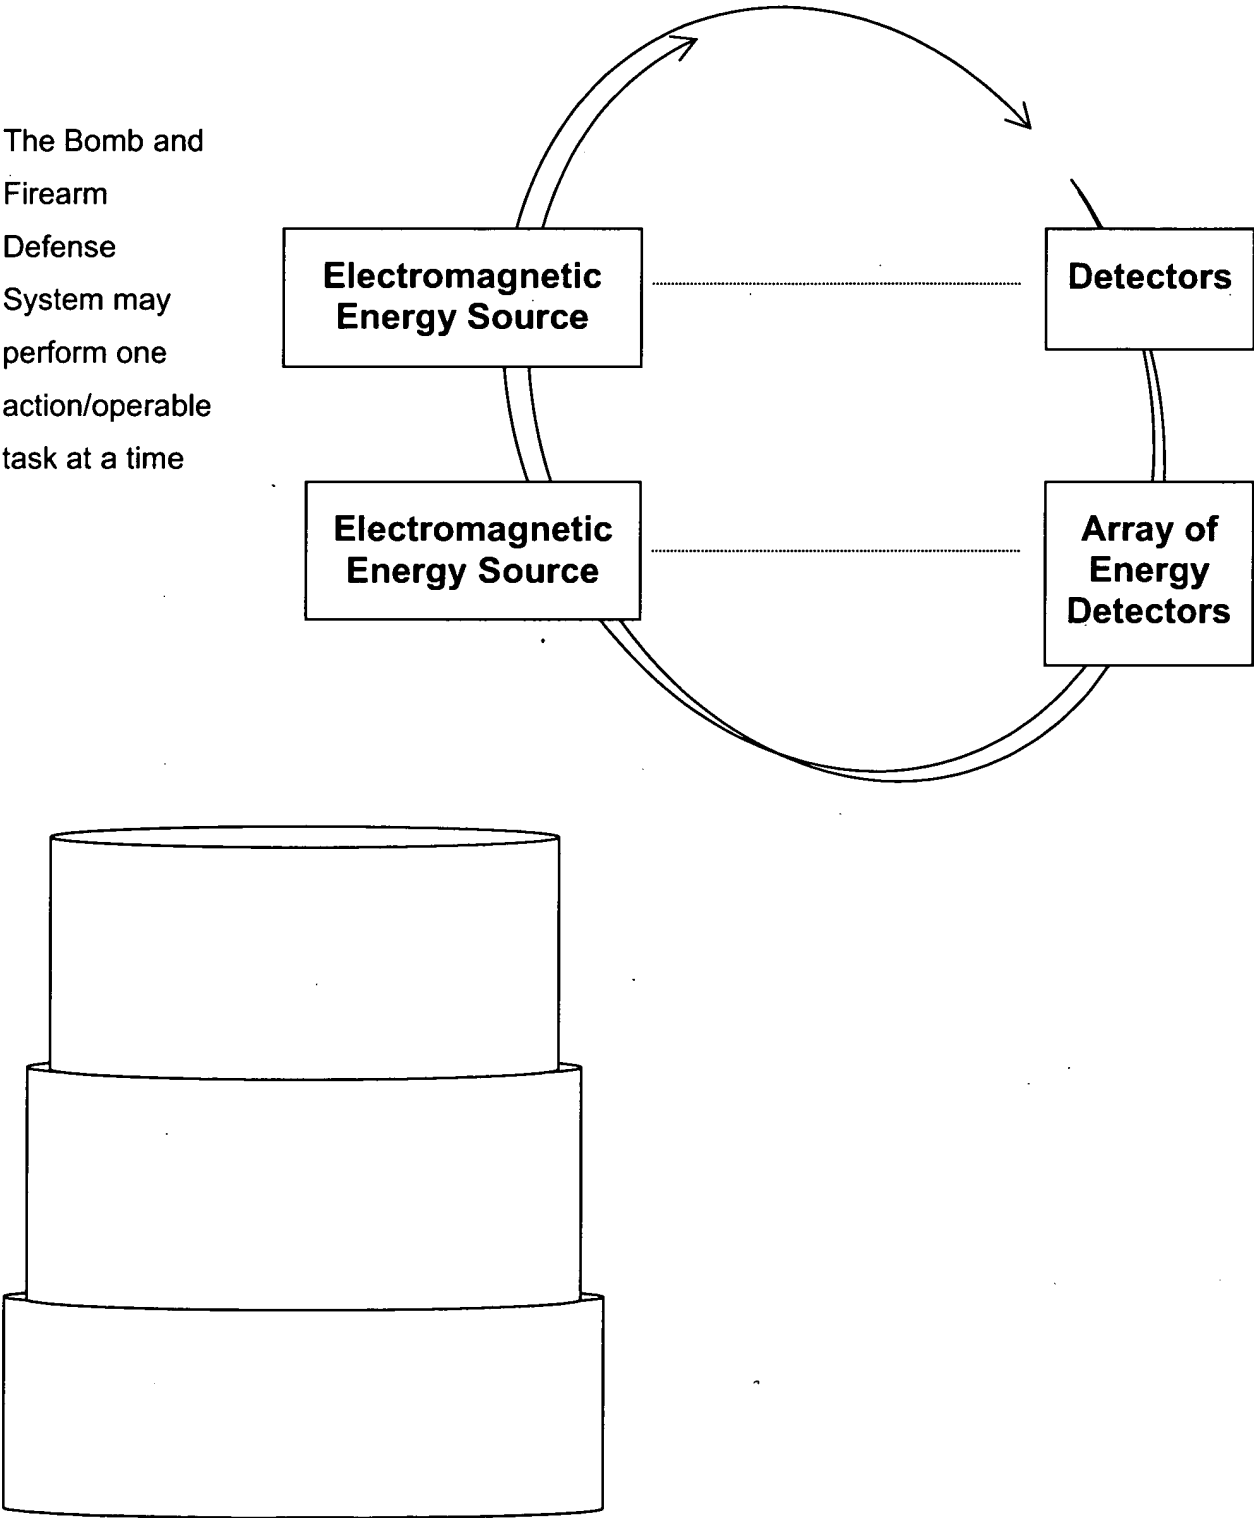 The Bomb and
Firearm
Defense
System may
perform one
action/operable
task at a time
Electromagnetic
Energy Source
Detectors
Electromagnetic
Energy Source
Array of
Energy
Detectors